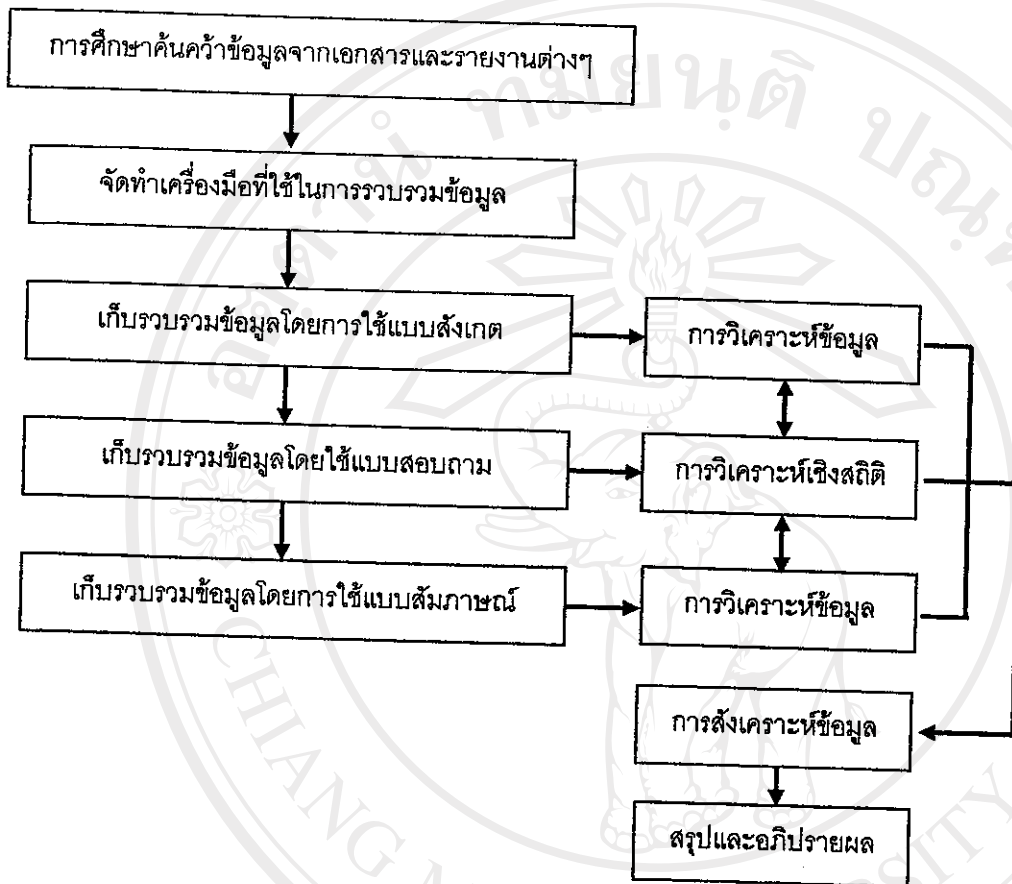 การศึกษาค้นคว้าข้อมูลจากเอกสารและรายงานต่างๆ
จัดทำเครื่องมือที่ใช้ในการรวบรวมข้อมูล
เก็บรวบรวมข้อมูลโดยการใช้แบบสังเกต
การวิเคราะห์ข้อมูล
เก็บรวบรวมข้อมูลโดยใช้แบบสอบถาม
การวิเคราะห์เชิงสถิติ
เก็บรวบรวมข้อมูลโดยการใช้แบบสัมภาษณ์
การวิเคราะห์ข้อมูล
การสังเคราะห์ข้อมูล
สรุปและอภิปรายผล
ทมยนฺติ
CHIANG